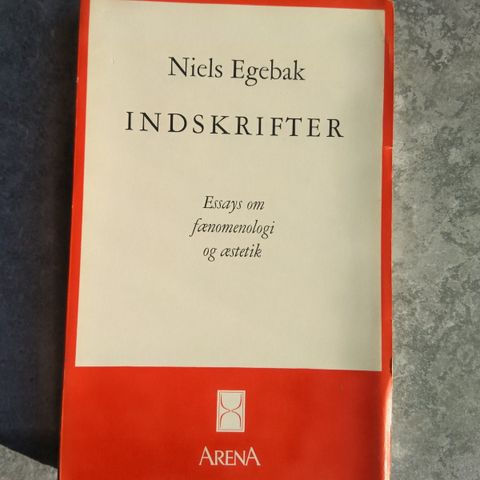 Niels Egebak
INDSKRIFTER
Essays om
fænomenologi
og æstetik
ARENA